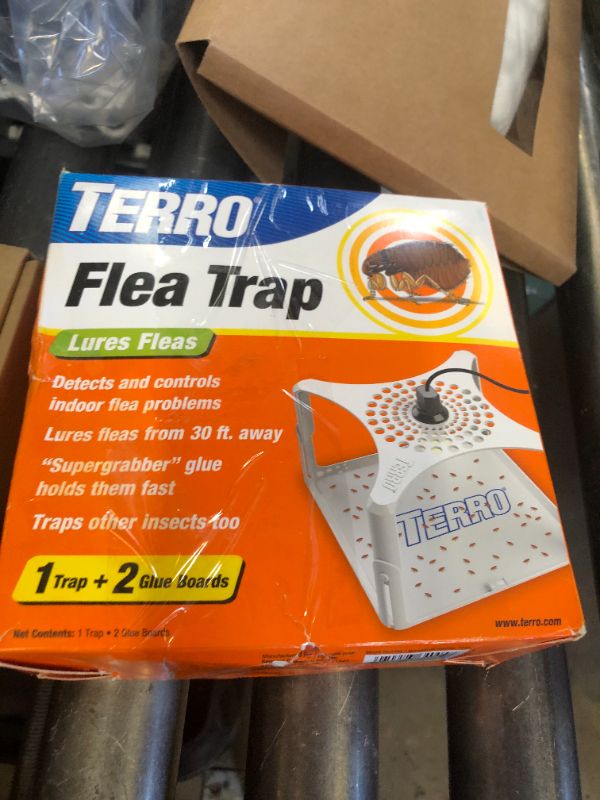 TERRO®
Flea Trap
Lures Fleas
Detects and controls
indoor flea problems
Lures fleas from 30 ft. away
"Supergrabber" glue
holds them fast
Traps other insects too
1 Trap + 2 Glue Boards
Net Contents: 1 Trap • 2 Glue Boards
TERRO
TERRO
www.terro.com